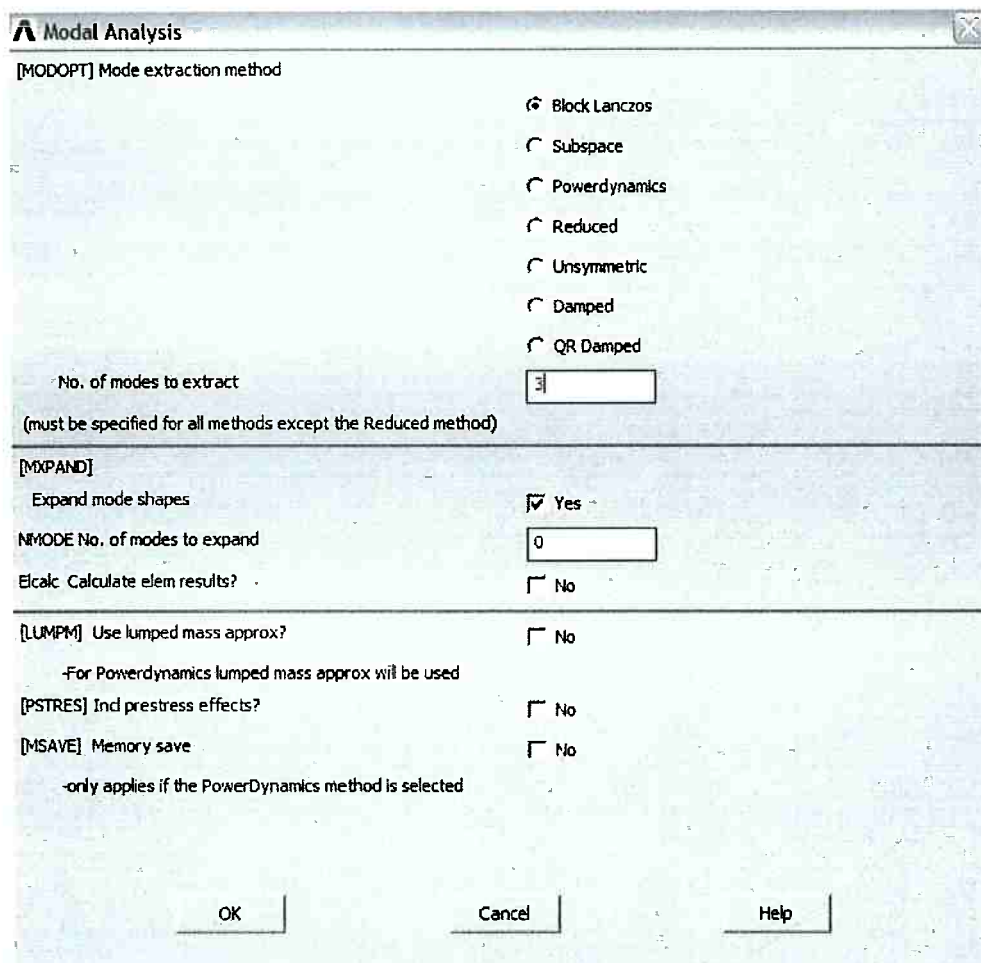 Modal Analysis
[MODOPT] Mode extraction method
Block Lanczos
Subspace
Powerdynamics
Reduced
Unsymmetric
Damped
QR Damped
No. of modes to extract 3
(must be specified for all methods except the Reduced method)
[MXPAND]
Expand mode shapes Yes
NMODE No. of modes to expand 0
Elcalc Calculate elem results? No
[LUMPM] Use lumped mass approx? No
-For Powerdynamics lumped mass approx will be used
[PSTRES] Incl prestress effects? No
[MSAVE] Memory save No
-only applies if the PowerDynamics method is selected
OK Cancel Help